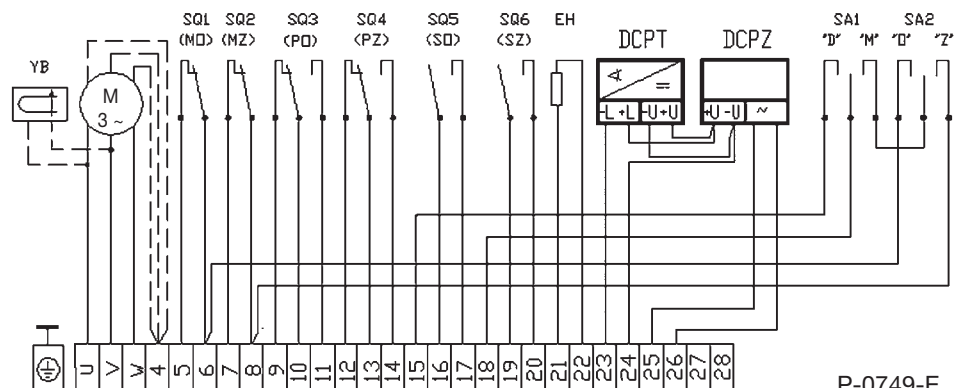 SQ1 SQ2 SQ3 SQ4 SQ5 SQ6 EH SA1 SA2
(MO) (MZ) (PO) (PZ) (SO) (SZ) DCPT DCPZ "D" "M" "O" "Z"
YB
M
3 ~
-L +L -U +U +U -U ~
U V W 4 5 6 7 8 9 10 11 12 13 14 15 16 17 18 19 20 21 22 23 24 25 26 27 28
P-0749-E